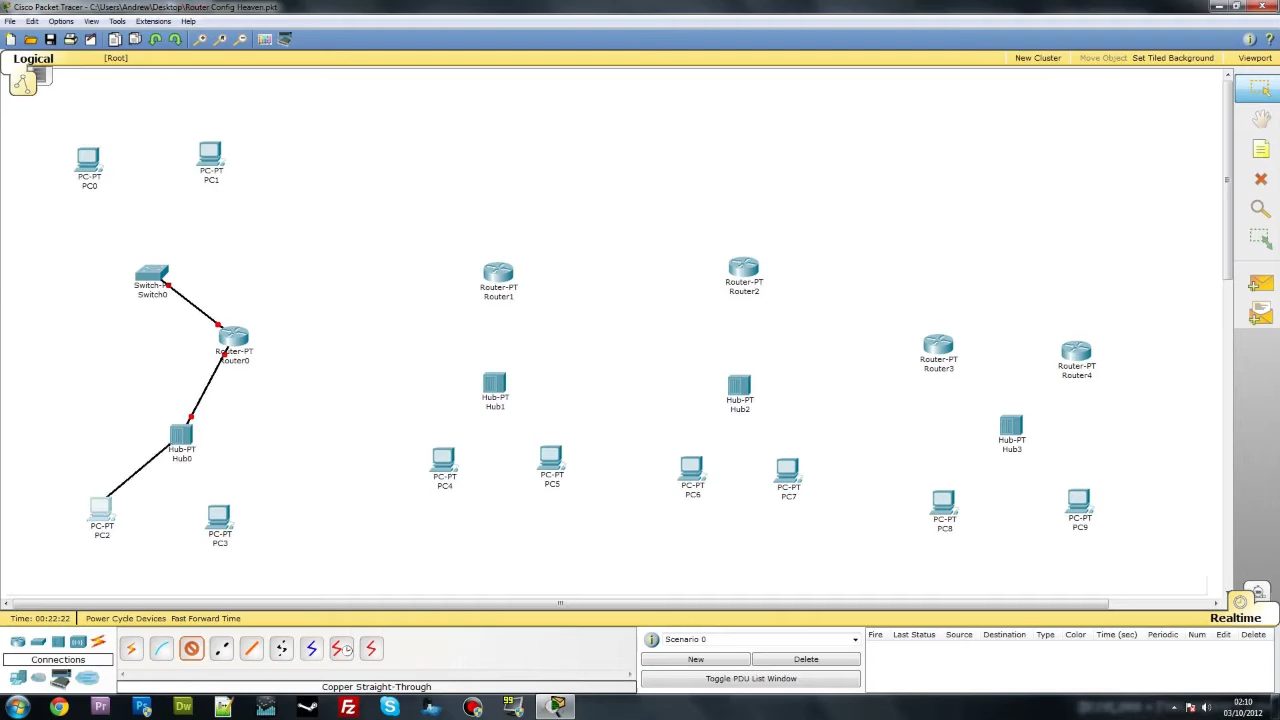 Cisco Packet Tracer - C:\Users\Andrew\Desktop\Router Config Heaven.pkt
File Edit Options View Tools Extensions Help
Logical [Root] New Cluster Move Object Set Tiled Background Viewport
PC-PT
PC0
PC-PT
PC1
Switch-P
Switch0
Router-PT
Router0
Hub-PT
Hub0
PC-PT
PC2
PC-PT
PC3
Router-PT
Router1
Hub-PT
Hub1
PC-PT
PC4
PC-PT
PC5
Router-PT
Router2
Hub-PT
Hub2
PC-PT
PC6
PC-PT
PC7
Router-PT
Router3
Router-PT
Router4
Hub-PT
Hub3
PC-PT
PC8
PC-PT
PC9
Time: 00:22:22 Power Cycle Devices Fast Forward Time Realtime
Connections
Copper Straight-Through
Scenario 0
New Delete
Toggle PDU List Window
Fire Last Status Source Destination Type Color Time (sec) Periodic Num Edit Delete
Pr Ps Dw 99
02:10
03/10/2012